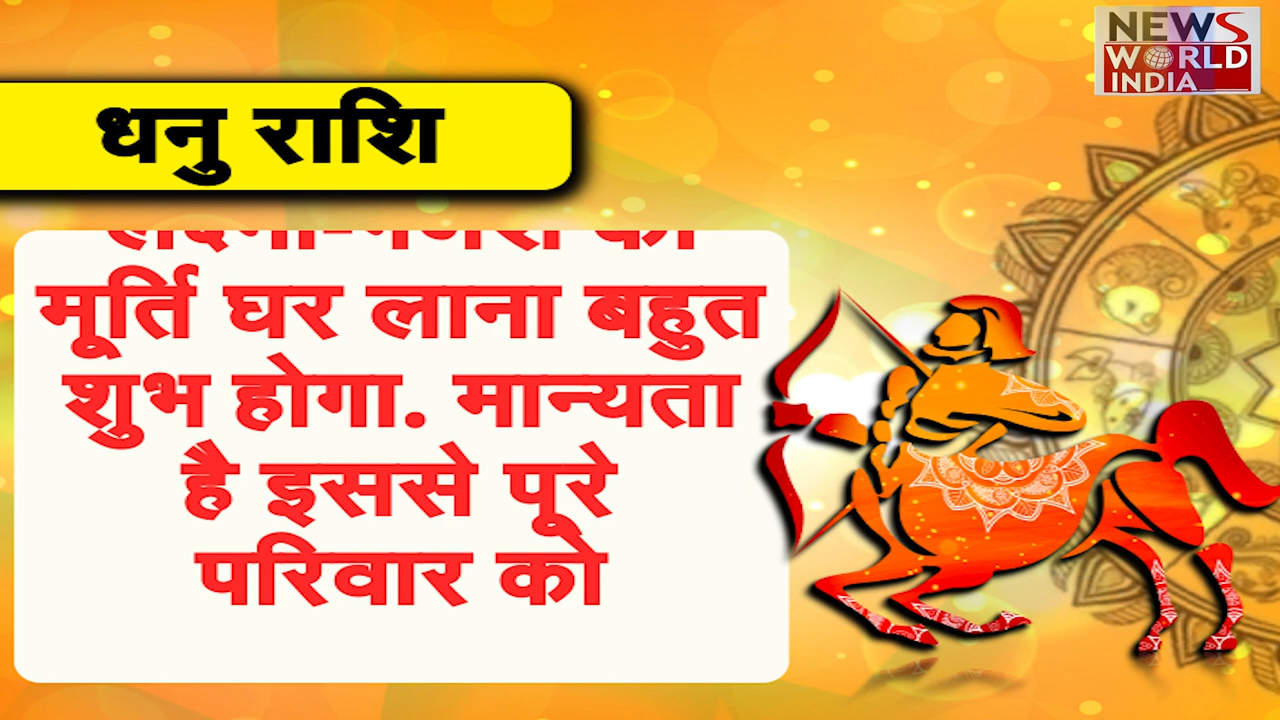 NEWS
WORLD
INDIA
धनु राशि
मूर्ति घर लाना बहुत
शुभ होगा. मान्यता
है इससे पूरे
परिवार को